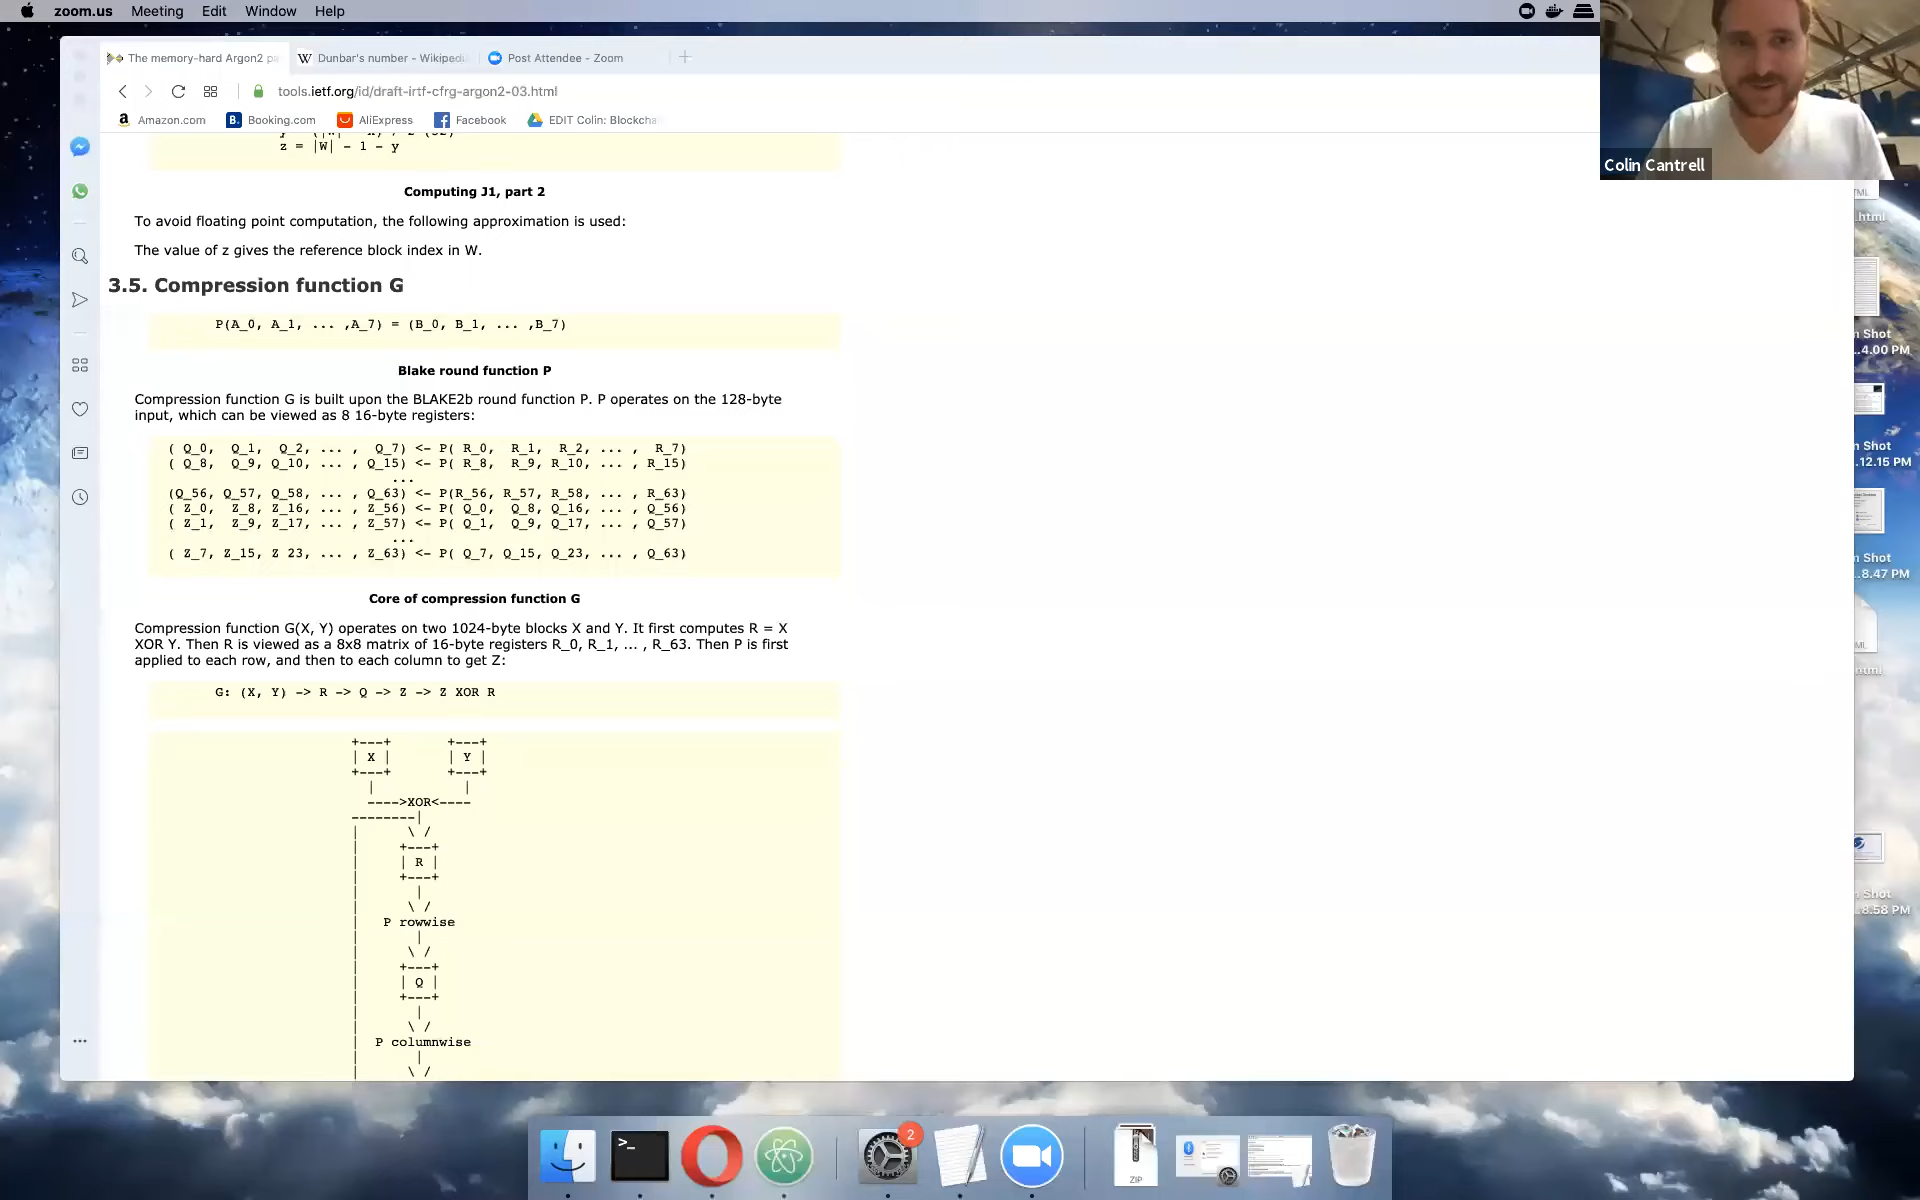 zoom.us Meeting Edit Window Help
The memory-hard Argon2 pa
Dunbar's number - Wikipedi
Post Attendee - Zoom
tools.ietf.org/id/draft-irtf-cfrg-argon2-03.html
Amazon.com Booking.com AliExpress Facebook EDIT Colin: Blockcha
Colin Cantrell
z = |W| - 1 - y
Computing J1, part 2
To avoid floating point computation, the following approximation is used:
The value of z gives the reference block index in W.
3.5. Compression function G
P(A_0, A_1, ... ,A_7) = (B_0, B_1, ... ,B_7)
Blake round function P
Compression function G is built upon the BLAKE2b round function P. P operates on the 128-byte
input, which can be viewed as 8 16-byte registers:
( Q_0, Q_1, Q_2, ... , Q_7) <- P( R_0, R_1, R_2, ... , R_7)
( Q_8, Q_9, Q_10, ... , Q_15) <- P( R_8, R_9, R_10, ... , R_15)
...
(Q_56, Q_57, Q_58, ... , Q_63) <- P(R_56, R_57, R_58, ... , R_63)
( Z_0, Z_8, Z_16, ... , Z_56) <- P( Q_0, Q_8, Q_16, ... , Q_56)
( Z_1, Z_9, Z_17, ... , Z_57) <- P( Q_1, Q_9, Q_17, ... , Q_57)
...
( Z_7, Z_15, Z 23, ... , Z_63) <- P( Q_7, Q_15, Q_23, ... , Q_63)
Core of compression function G
Compression function G(X, Y) operates on two 1024-byte blocks X and Y. It first computes R = X
XOR Y. Then R is viewed as a 8x8 matrix of 16-byte registers R_0, R_1, ... , R_63. Then P is first
applied to each row, and then to each column to get Z:
G: (X, Y) -> R -> Q -> Z -> Z XOR R
+---+ +---+
| X | | Y |
+---+ +---+
| |
---->XOR<----
--------|
| \ /
| +---+
| | R |
| +---+
| |
| \ /
| P rowwise
| |
| \ /
| +---+
| | Q |
| +---+
| |
| \ /
| P columnwise
| |
| \ /
.html
Shot
..4.00 PM
Shot
.12.15 PM
Shot
..8.47 PM
html
Shot
..8.58 PM
2
ZIP